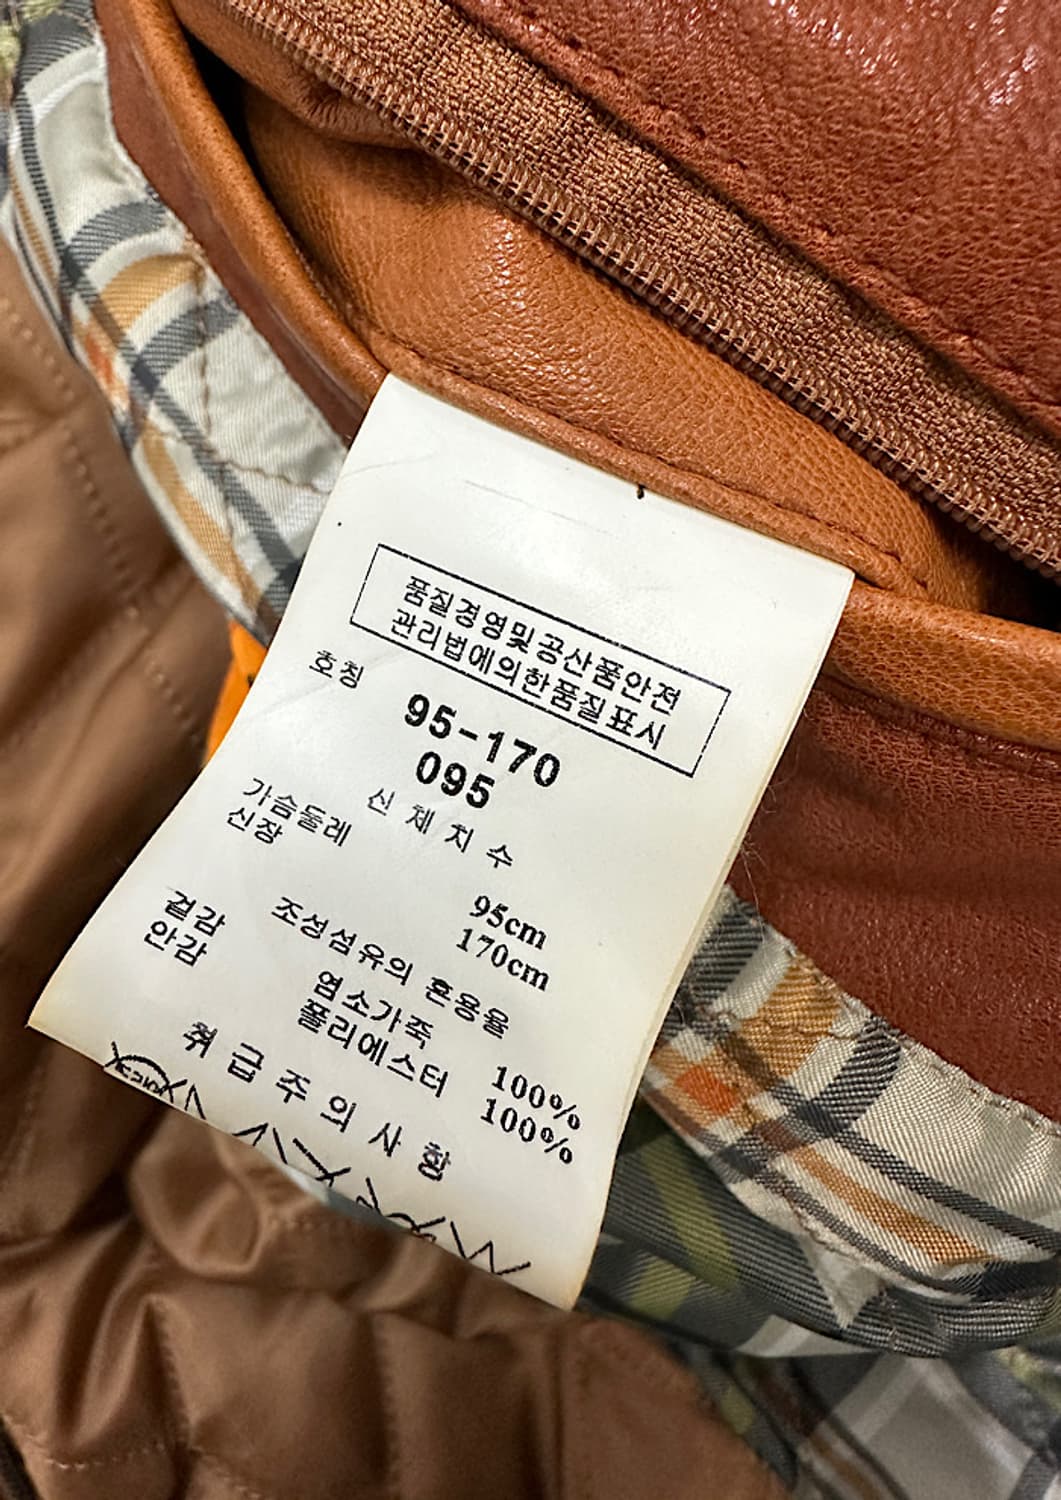 품질경영및공산품안전
관리법에의한품질표시
호칭
95-170
095
신체치수
가슴둘레 95cm
신장 170cm
조성섬유의 혼용율
겉감 염소가죽 100%
안감 폴리에스터 100%
취급주의사항